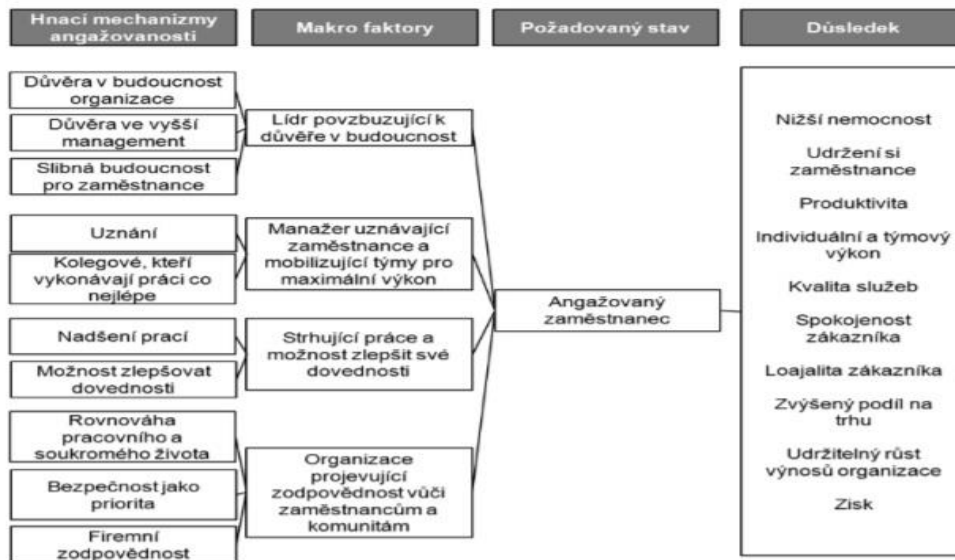 Hnací mechanizmy
angažovanosti
Makro faktory
Požadovaný stav
Důsledek
Důvěra v budoucnost
organizace
Důvěra ve vyšší
management
Slibná budoucnost
pro zaměstnance
Lídr povzbuzující k
důvěře v budoucnost
Uznání
Kolegové, kteří
vykonávají práci co
nejlépe
Manažer uznávající
zaměstnance a
mobilizující týmy pro
maximální výkon
Nadšení prací
Možnost zlepšovat
dovednosti
Strhující práce a
možnost zlepšit své
dovednosti
Rovnováha
pracovního a
soukromého života
Bezpečnost jako
priorita
Firemní
zodpovědnost
Organizace
projevující
zodpovědnost vůči
zaměstnancům a
komunitám
Angažovaný
zaměstnanec
Nižší nemocnost
Udržení si
zaměstnance
Produktivita
Individuální a týmový
výkon
Kvalita služeb
Spokojenost
zákazníka
Loajalita zákazníka
Zvýšený podíl na
trhu
Udržitelný růst
výnosů organizace
Zisk